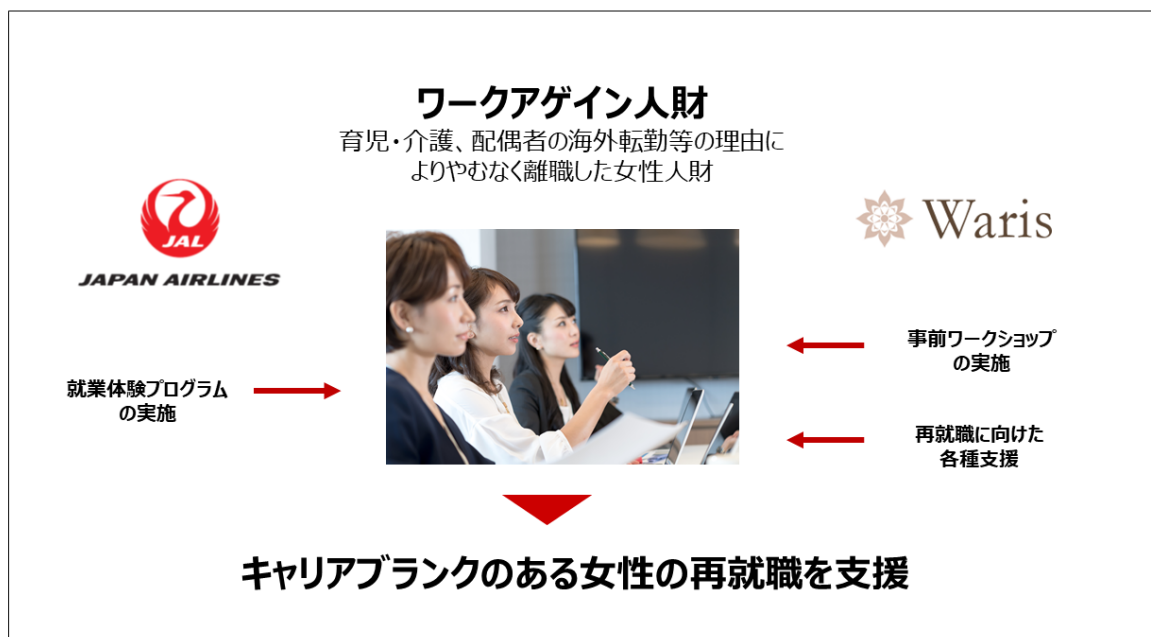 ワークアゲイン人財
育児・介護、配偶者の海外転勤等の理由に
よりやむなく離職した女性人財
JAL
JAPAN AIRLINES
Waris
就業体験プログラム
の実施
事前ワークショップ
の実施
再就職に向けた
各種支援
キャリアブランクのある女性の再就職を支援